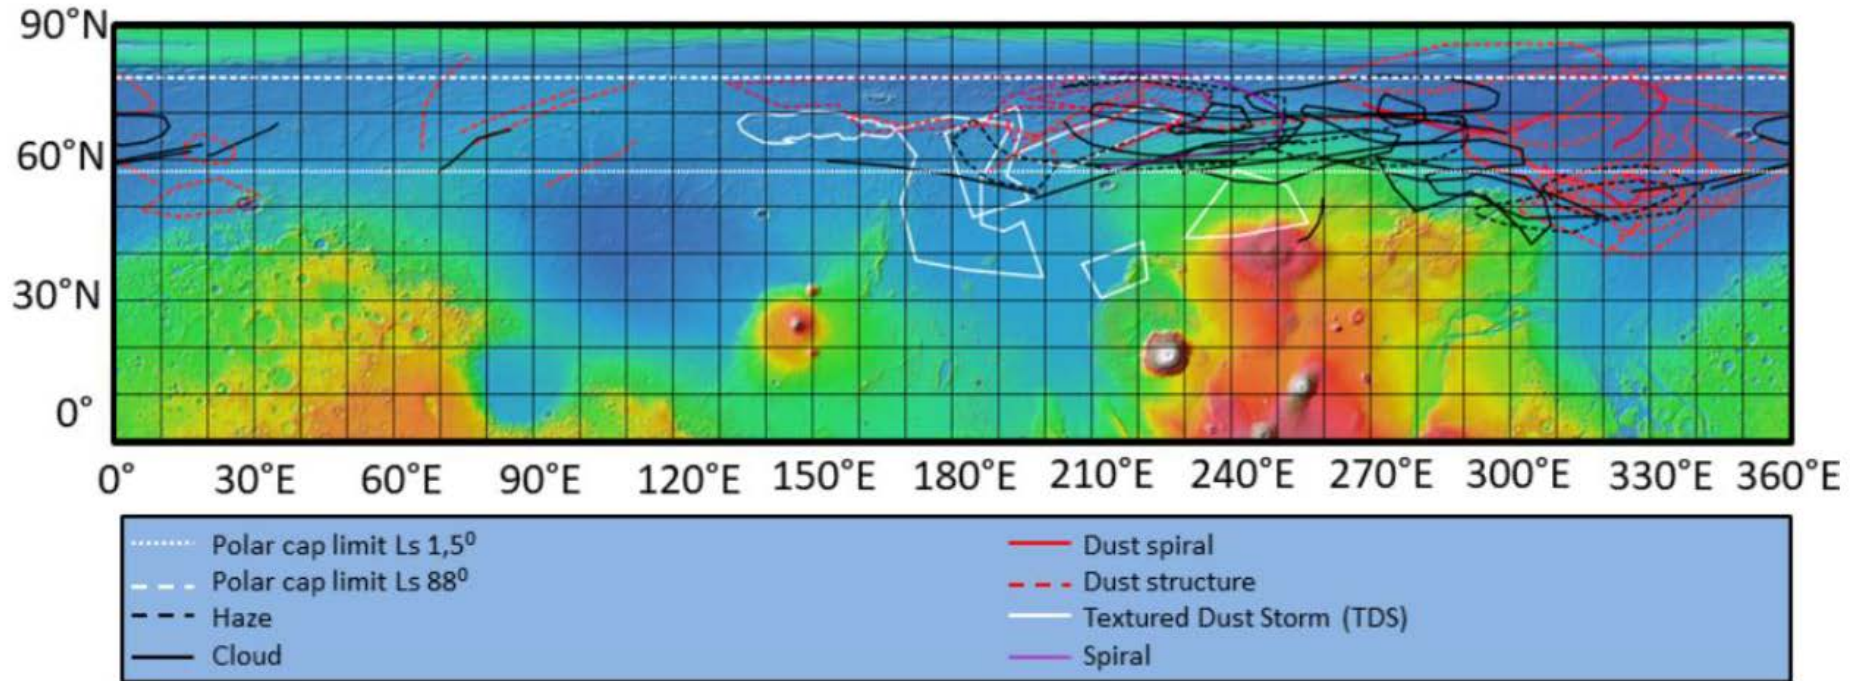 90°N
60°N
30°N
0°
0° 30°E 60°E 90°E 120°E 150°E 180°E 210°E 240°E 270°E 300°E 330°E 360°E
Polar cap limit Ls 1,5⁰
Polar cap limit Ls 88⁰
Haze
Cloud
Dust spiral
Dust structure
Textured Dust Storm (TDS)
Spiral